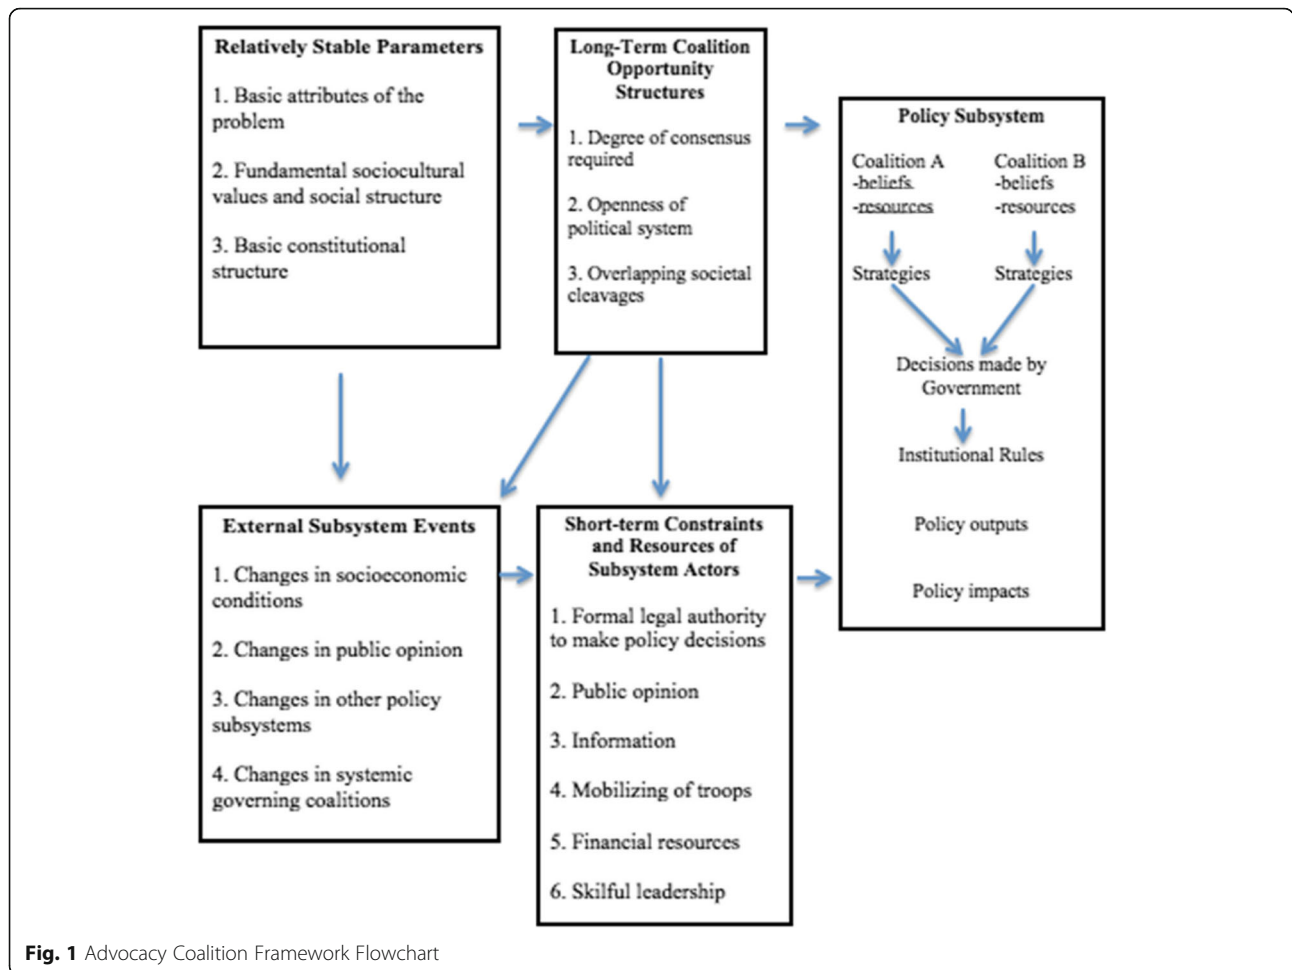 Relatively Stable Parameters
1. Basic attributes of the
problem
2. Fundamental sociocultural
values and social structure
3. Basic constitutional
structure
Long-Term Coalition
Opportunity
Structures
1. Degree of consensus
required
2. Openness of
political system
3. Overlapping societal
cleavages
Policy Subsystem
Coalition A
-beliefs
-resources
Coalition B
-beliefs
-resources
Strategies
Strategies
Decisions made by
Government
Institutional Rules
Policy outputs
Policy impacts
External Subsystem Events
1. Changes in socioeconomic
conditions
2. Changes in public opinion
3. Changes in other policy
subsystems
4. Changes in systemic
governing coalitions
Short-term Constraints
and Resources of
Subsystem Actors
1. Formal legal authority
to make policy decisions
2. Public opinion
3. Information
4. Mobilizing of troops
5. Financial resources
6. Skilful leadership
Fig. 1 Advocacy Coalition Framework Flowchart